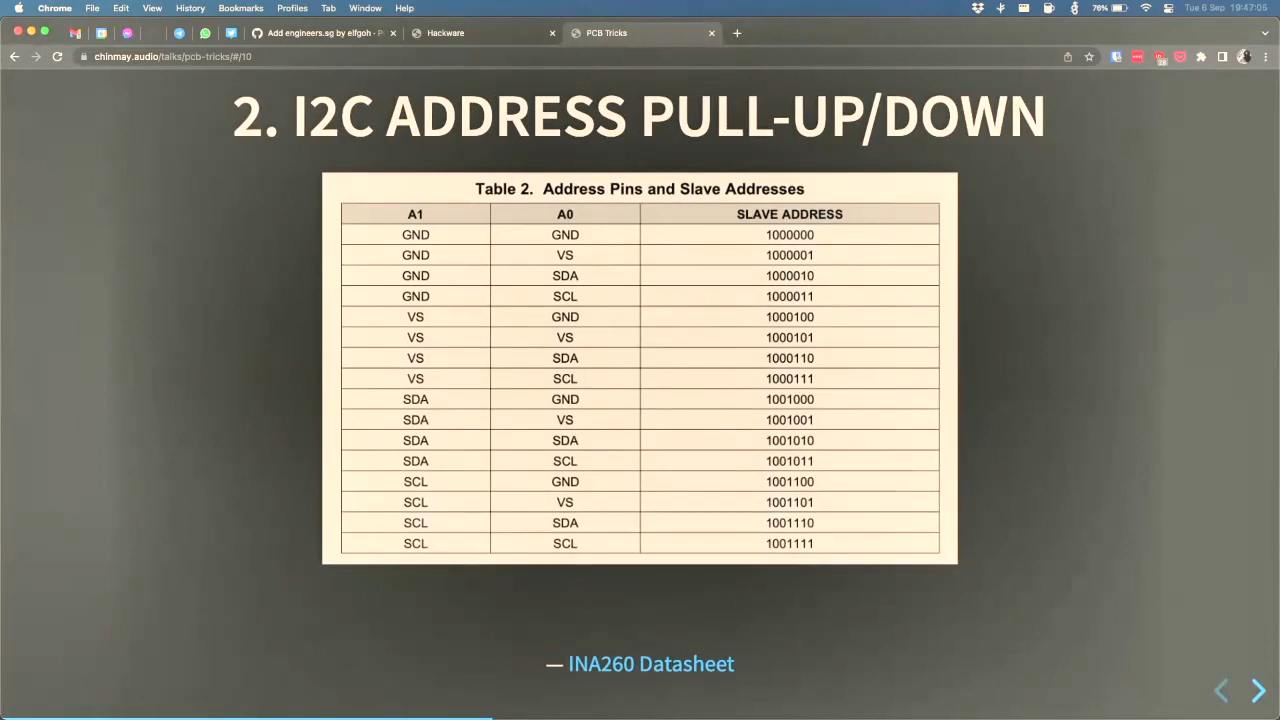 Chrome File Edit View History Bookmarks Profiles Tab Window Help 76% Tue 6 Sep 19:47:05
Add engineers.sg by elfgoh - P Hackware PCB Tricks
chinmay.audio/talks/pcb-tricks/#/10
2. I2C ADDRESS PULL-UP/DOWN
Table 2. Address Pins and Slave Addresses
A1 A0 SLAVE ADDRESS
GND GND 1000000
GND VS 1000001
GND SDA 1000010
GND SCL 1000011
VS GND 1000100
VS VS 1000101
VS SDA 1000110
VS SCL 1000111
SDA GND 1001000
SDA VS 1001001
SDA SDA 1001010
SDA SCL 1001011
SCL GND 1001100
SCL VS 1001101
SCL SDA 1001110
SCL SCL 1001111
— INA260 Datasheet